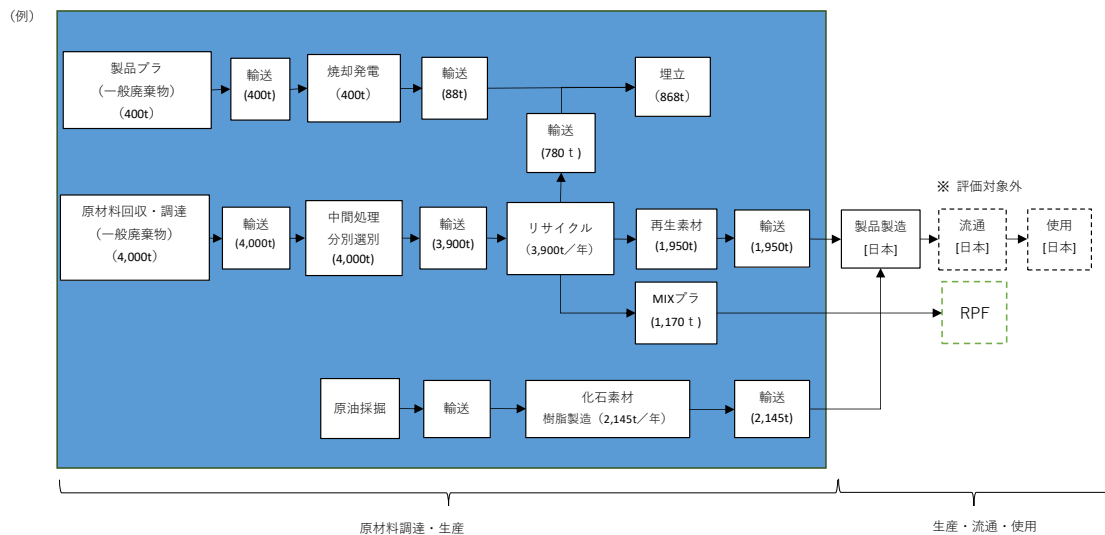 （例）
製品プラ
（一般廃棄物）
（400t）
輸送
(400t)
焼却発電
（400t）
輸送
(88t)
埋立
（868t）
輸送
(780ｔ)
原材料回収・調達
（一般廃棄物）
（4,000t）
輸送
(4,000t)
中間処理
分別選別
(4,000t)
輸送
(3,900t)
リサイクル
（3,900t／年）
再生素材
(1,950t)
輸送
(1,950t)
製品製造
[日本]
※ 評価対象外
流通
[日本]
使用
[日本]
MIXプラ
(1,170ｔ)
RPF
原油採掘
輸送
化石素材
樹脂製造（2,145t／年）
輸送
(2,145t)
原材料調達・生産
生産・流通・使用